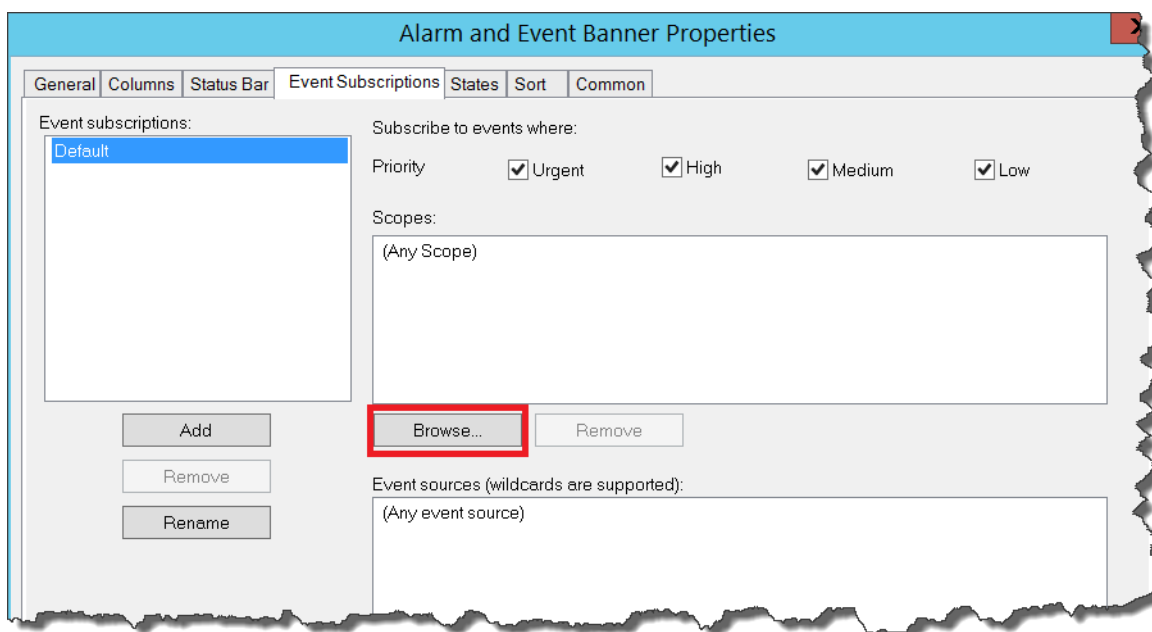 Alarm and Event Banner Properties
X
General Columns Status Bar Event Subscriptions States Sort Common
Event subscriptions:
Default
Add
Remove
Rename
Subscribe to events where:
Priority Urgent High Medium Low
Scopes:
(Any Scope)
Browse... Remove
Event sources (wildcards are supported):
(Any event source)